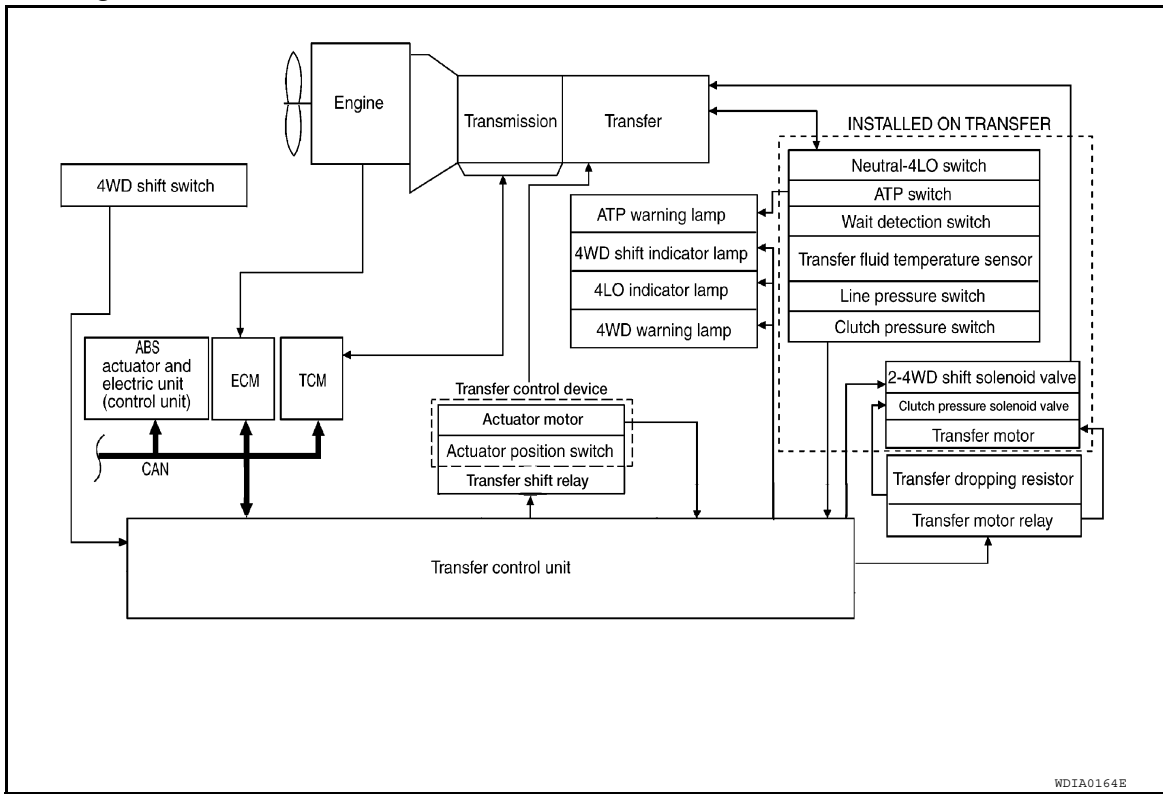 Engine
Transmission
Transfer
INSTALLED ON TRANSFER
4WD shift switch
Neutral-4LO switch
ATP switch
Wait detection switch
Transfer fluid temperature sensor
Line pressure switch
Clutch pressure switch
ATP warning lamp
4WD shift indicator lamp
4LO indicator lamp
4WD warning lamp
ABS
actuator and
electric unit
(control unit)
ECM
TCM
CAN
Transfer control device
Actuator motor
Actuator position switch
Transfer shift relay
2-4WD shift solenoid valve
Clutch pressure solenoid valve
Transfer motor
Transfer dropping resistor
Transfer motor relay
Transfer control unit
WDIA0164E